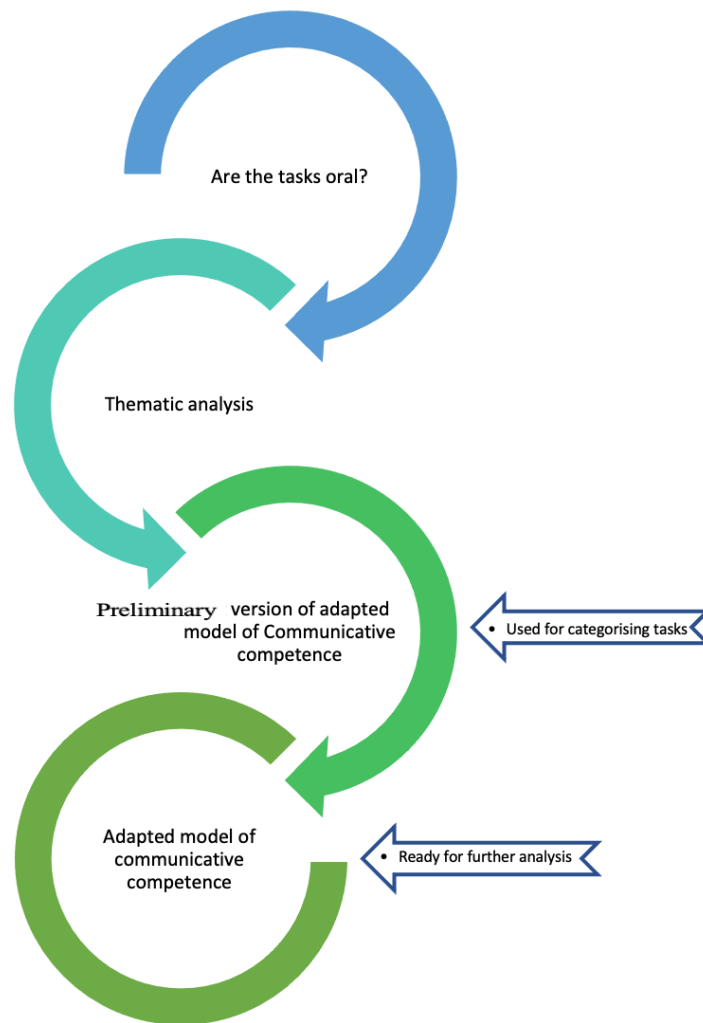 Are the tasks oral?
Thematic analysis
Preliminary version of adapted
model of Communicative
competence
• Used for categorising tasks
Adapted model of
communicative
competence
• Ready for further analysis